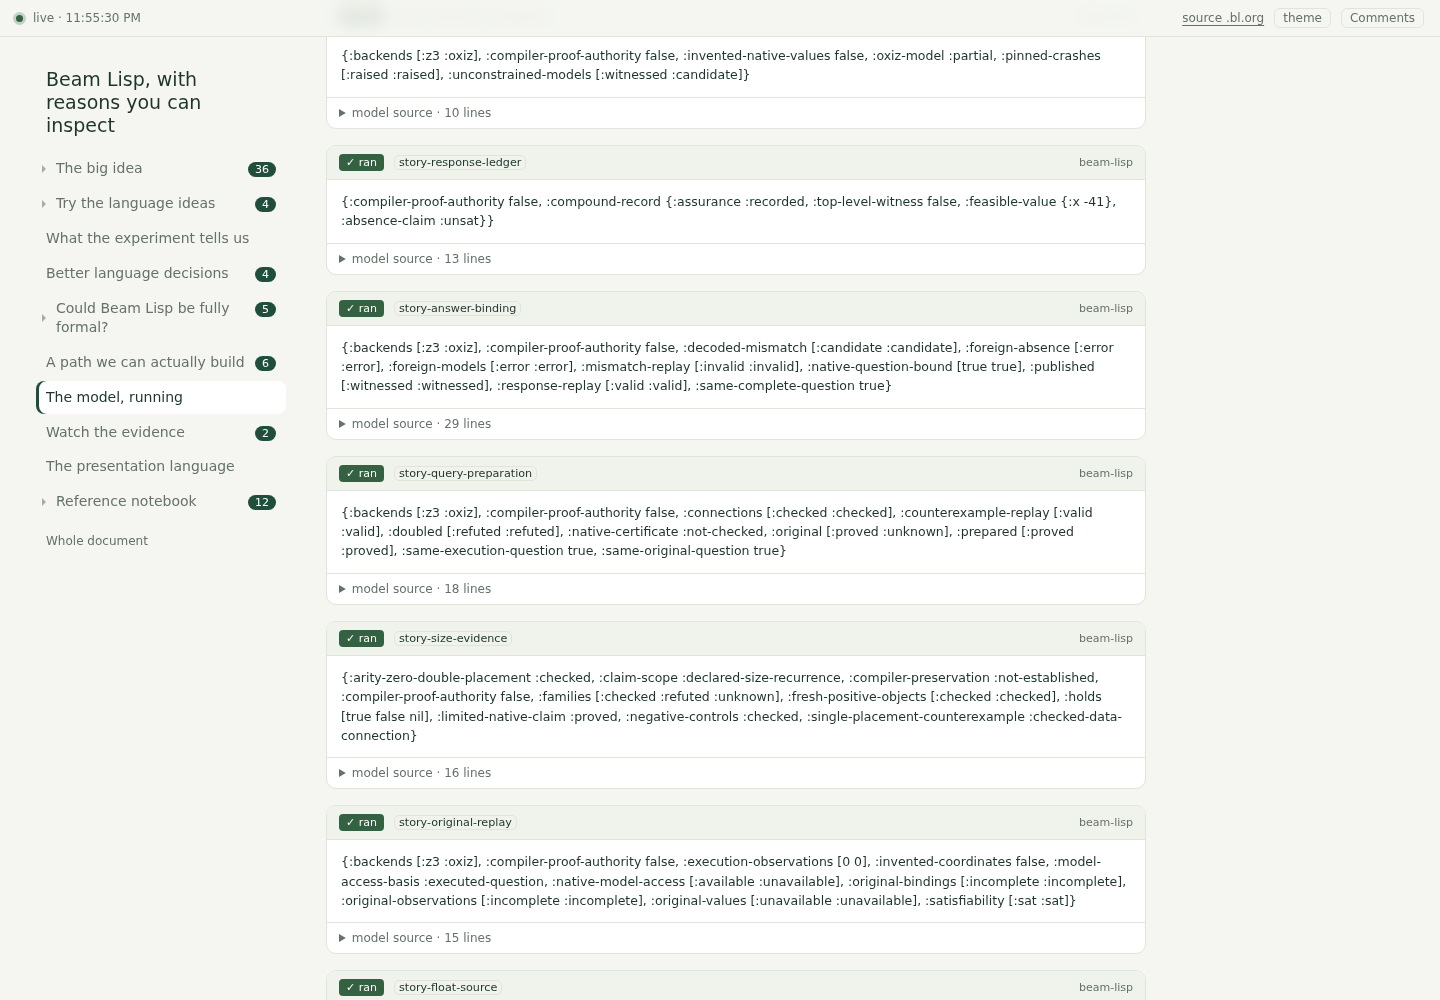 live · 11:55:30 PM
source .bl.org
theme
Comments
Beam Lisp, with
reasons you can
inspect
The big idea
36
Try the language ideas
4
What the experiment tells us
Better language decisions
4
Could Beam Lisp be fully
formal?
5
A path we can actually build
6
The model, running
Watch the evidence
2
The presentation language
Reference notebook
12
Whole document
{:backends [:z3 :oxiz], :compiler-proof-authority false, :invented-native-values false, :oxiz-model :partial, :pinned-crashes
[:raised :raised], :unconstrained-models [:witnessed :candidate]}
▶ model source · 10 lines
✓ ran
story-response-ledger
beam-lisp
{:compiler-proof-authority false, :compound-record {:assurance :recorded, :top-level-witness false, :feasible-value {:x -41},
:absence-claim :unsat}}
▶ model source · 13 lines
✓ ran
story-answer-binding
beam-lisp
{:backends [:z3 :oxiz], :compiler-proof-authority false, :decoded-mismatch [:candidate :candidate], :foreign-absence [:error
:error], :foreign-models [:error :error], :mismatch-replay [:invalid :invalid], :native-question-bound [true true], :published
[:witnessed :witnessed], :response-replay [:valid :valid], :same-complete-question true}
▶ model source · 29 lines
✓ ran
story-query-preparation
beam-lisp
{:backends [:z3 :oxiz], :compiler-proof-authority false, :connections [:checked :checked], :counterexample-replay [:valid
:valid], :doubled [:refuted :refuted], :native-certificate :not-checked, :original [:proved :unknown], :prepared [:proved
:proved], :same-execution-question true, :same-original-question true}
▶ model source · 18 lines
✓ ran
story-size-evidence
beam-lisp
{:arity-zero-double-placement :checked, :claim-scope :declared-size-recurrence, :compiler-preservation :not-established,
:compiler-proof-authority false, :families [:checked :refuted :unknown], :fresh-positive-objects [:checked :checked], :holds
[true false nil], :limited-native-claim :proved, :negative-controls :checked, :single-placement-counterexample :checked-data-
connection}
▶ model source · 16 lines
✓ ran
story-original-replay
beam-lisp
{:backends [:z3 :oxiz], :compiler-proof-authority false, :execution-observations [0 0], :invented-coordinates false, :model-
access-basis :executed-question, :native-model-access [:available :unavailable], :original-bindings [:incomplete :incomplete],
:original-observations [:incomplete :incomplete], :original-values [:unavailable :unavailable], :satisfiability [:sat :sat]}
▶ model source · 15 lines
✓ ran
story-float-source
beam-lisp